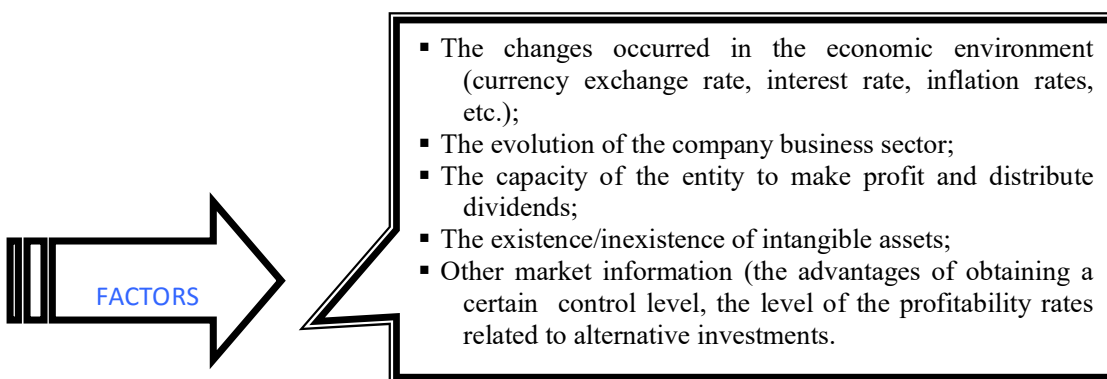 ▪ The changes occurred in the economic environment
(currency exchange rate, interest rate, inflation rates,
etc.);
▪ The evolution of the company business sector;
▪ The capacity of the entity to make profit and distribute
dividends;
▪ The existence/inexistence of intangible assets;
▪ Other market information (the advantages of obtaining a
certain control level, the level of the profitability rates
related to alternative investments.
FACTORS